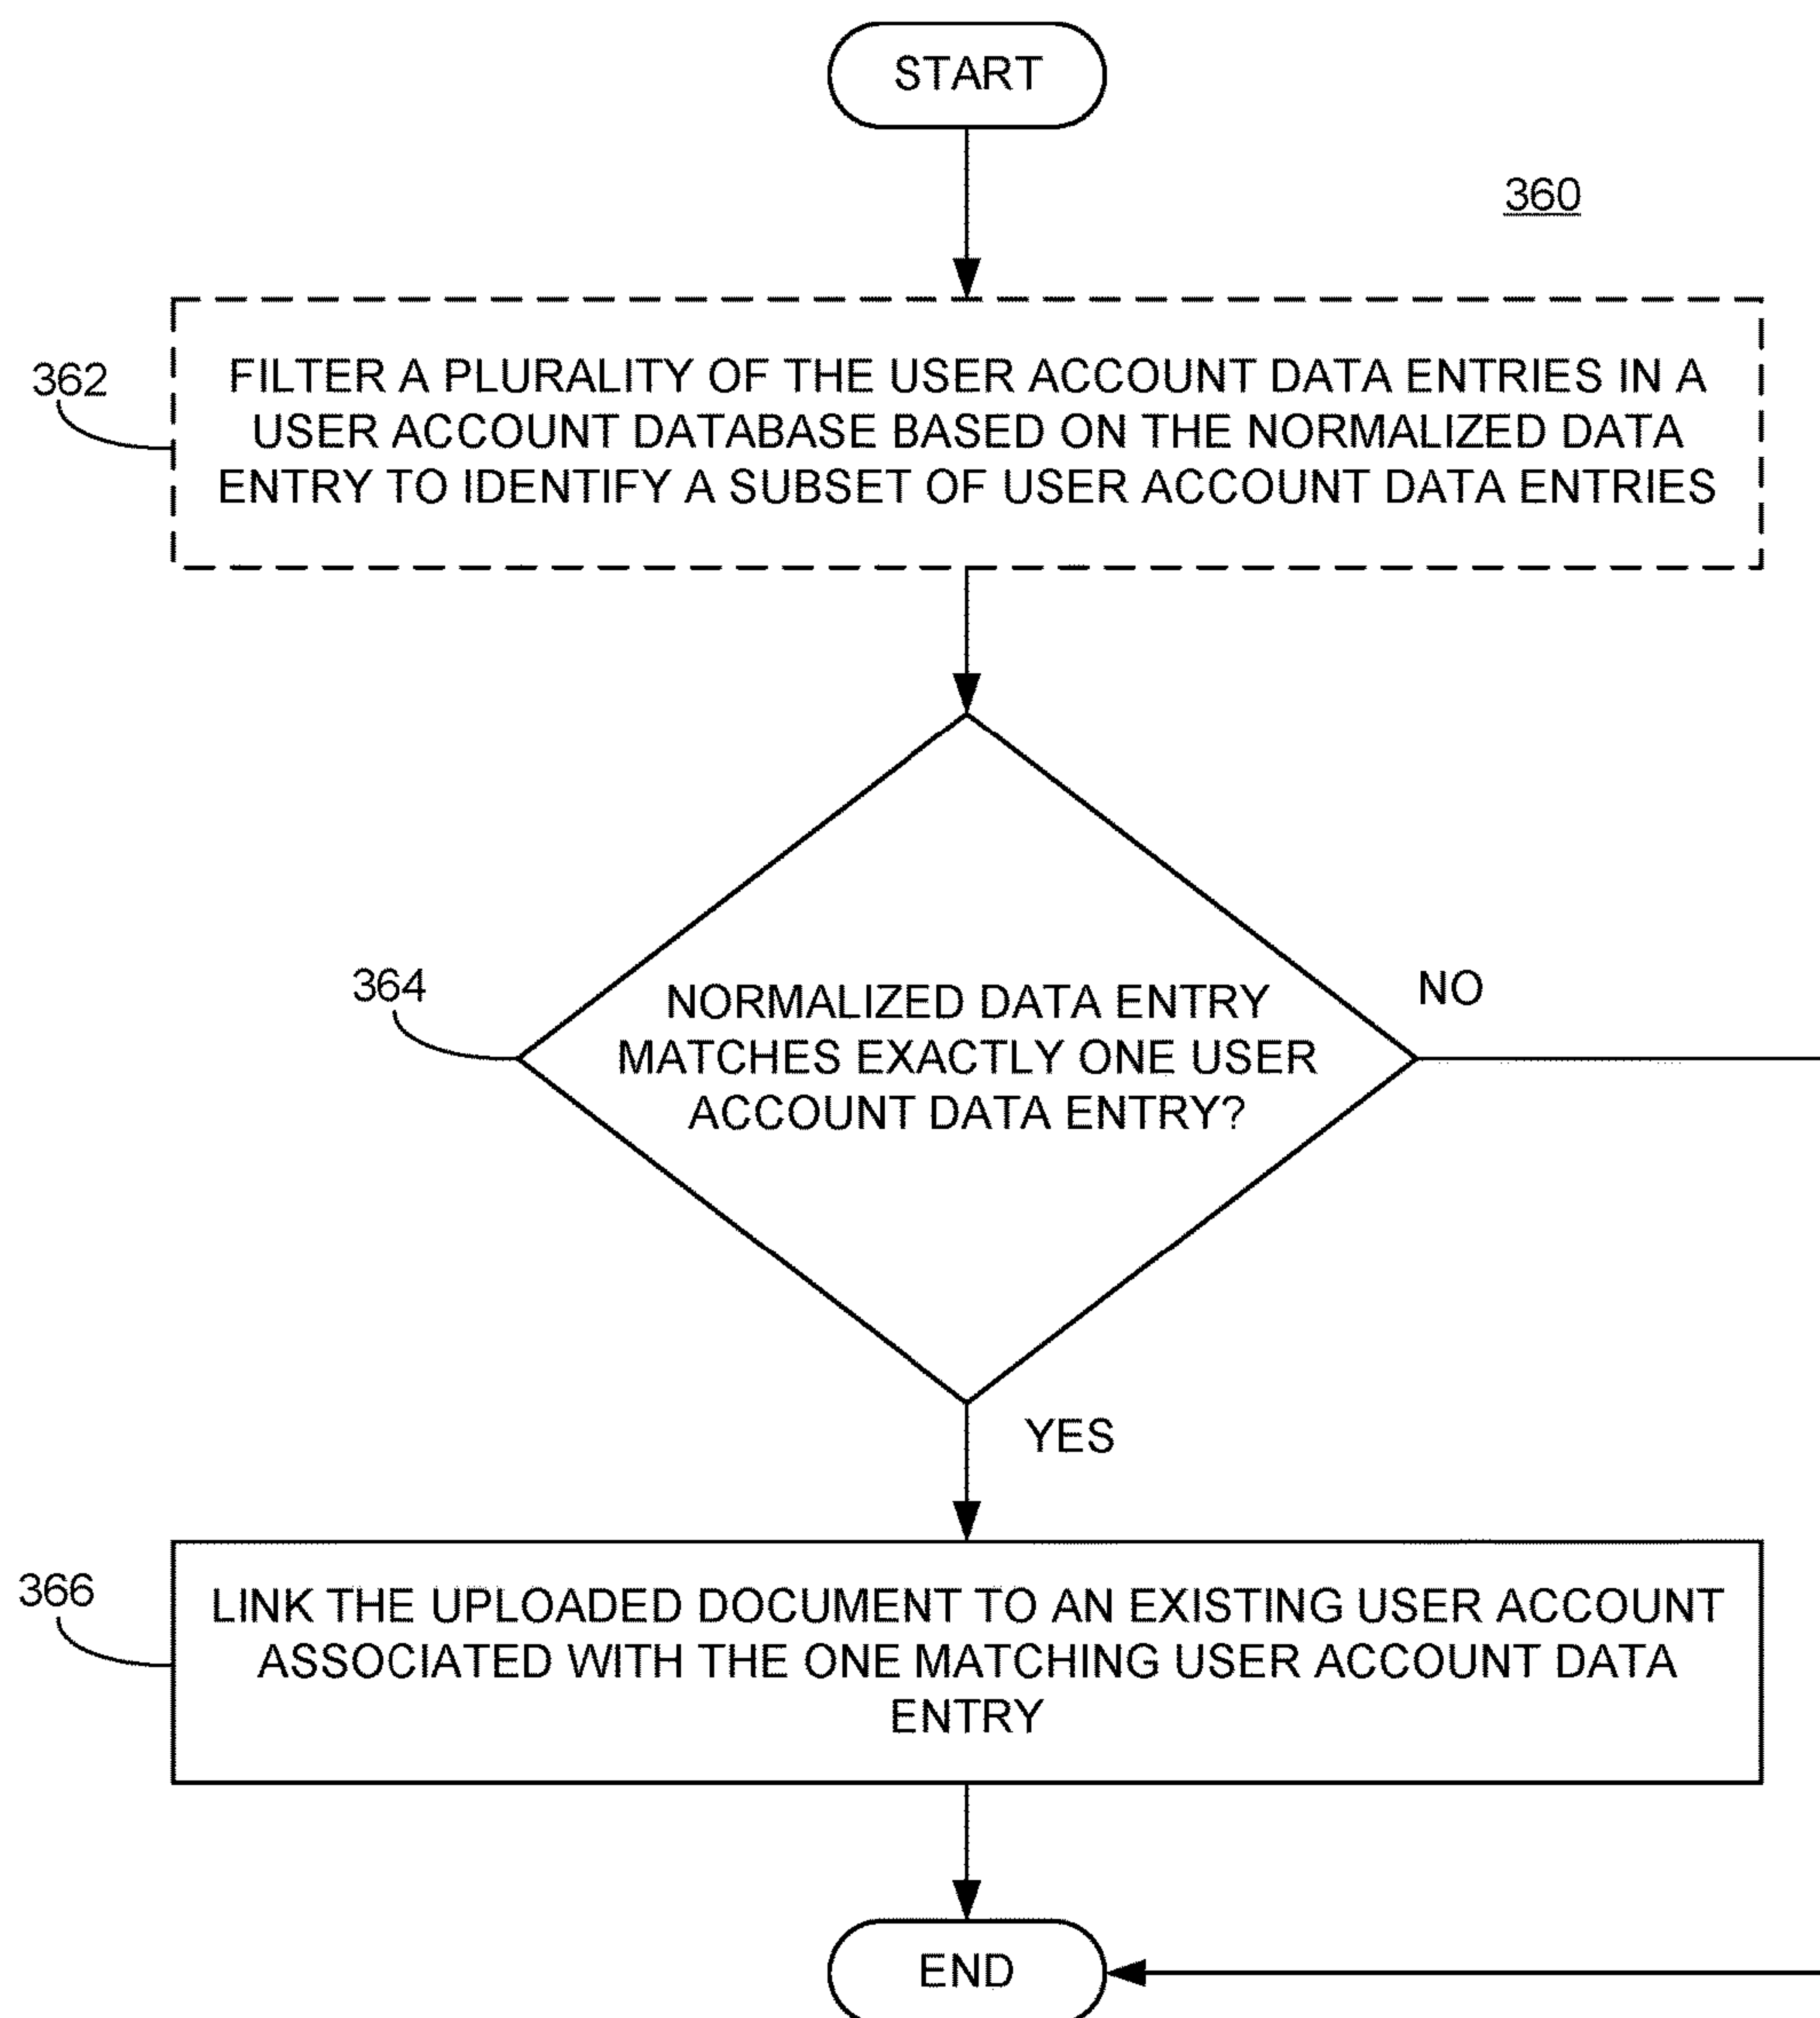 START
360
362
FILTER A PLURALITY OF THE USER ACCOUNT DATA ENTRIES IN A
USER ACCOUNT DATABASE BASED ON THE NORMALIZED DATA
ENTRY TO IDENTIFY A SUBSET OF USER ACCOUNT DATA ENTRIES
364
NORMALIZED DATA ENTRY
MATCHES EXACTLY ONE USER
ACCOUNT DATA ENTRY?
NO
YES
366
LINK THE UPLOADED DOCUMENT TO AN EXISTING USER ACCOUNT
ASSOCIATED WITH THE ONE MATCHING USER ACCOUNT DATA
ENTRY
END